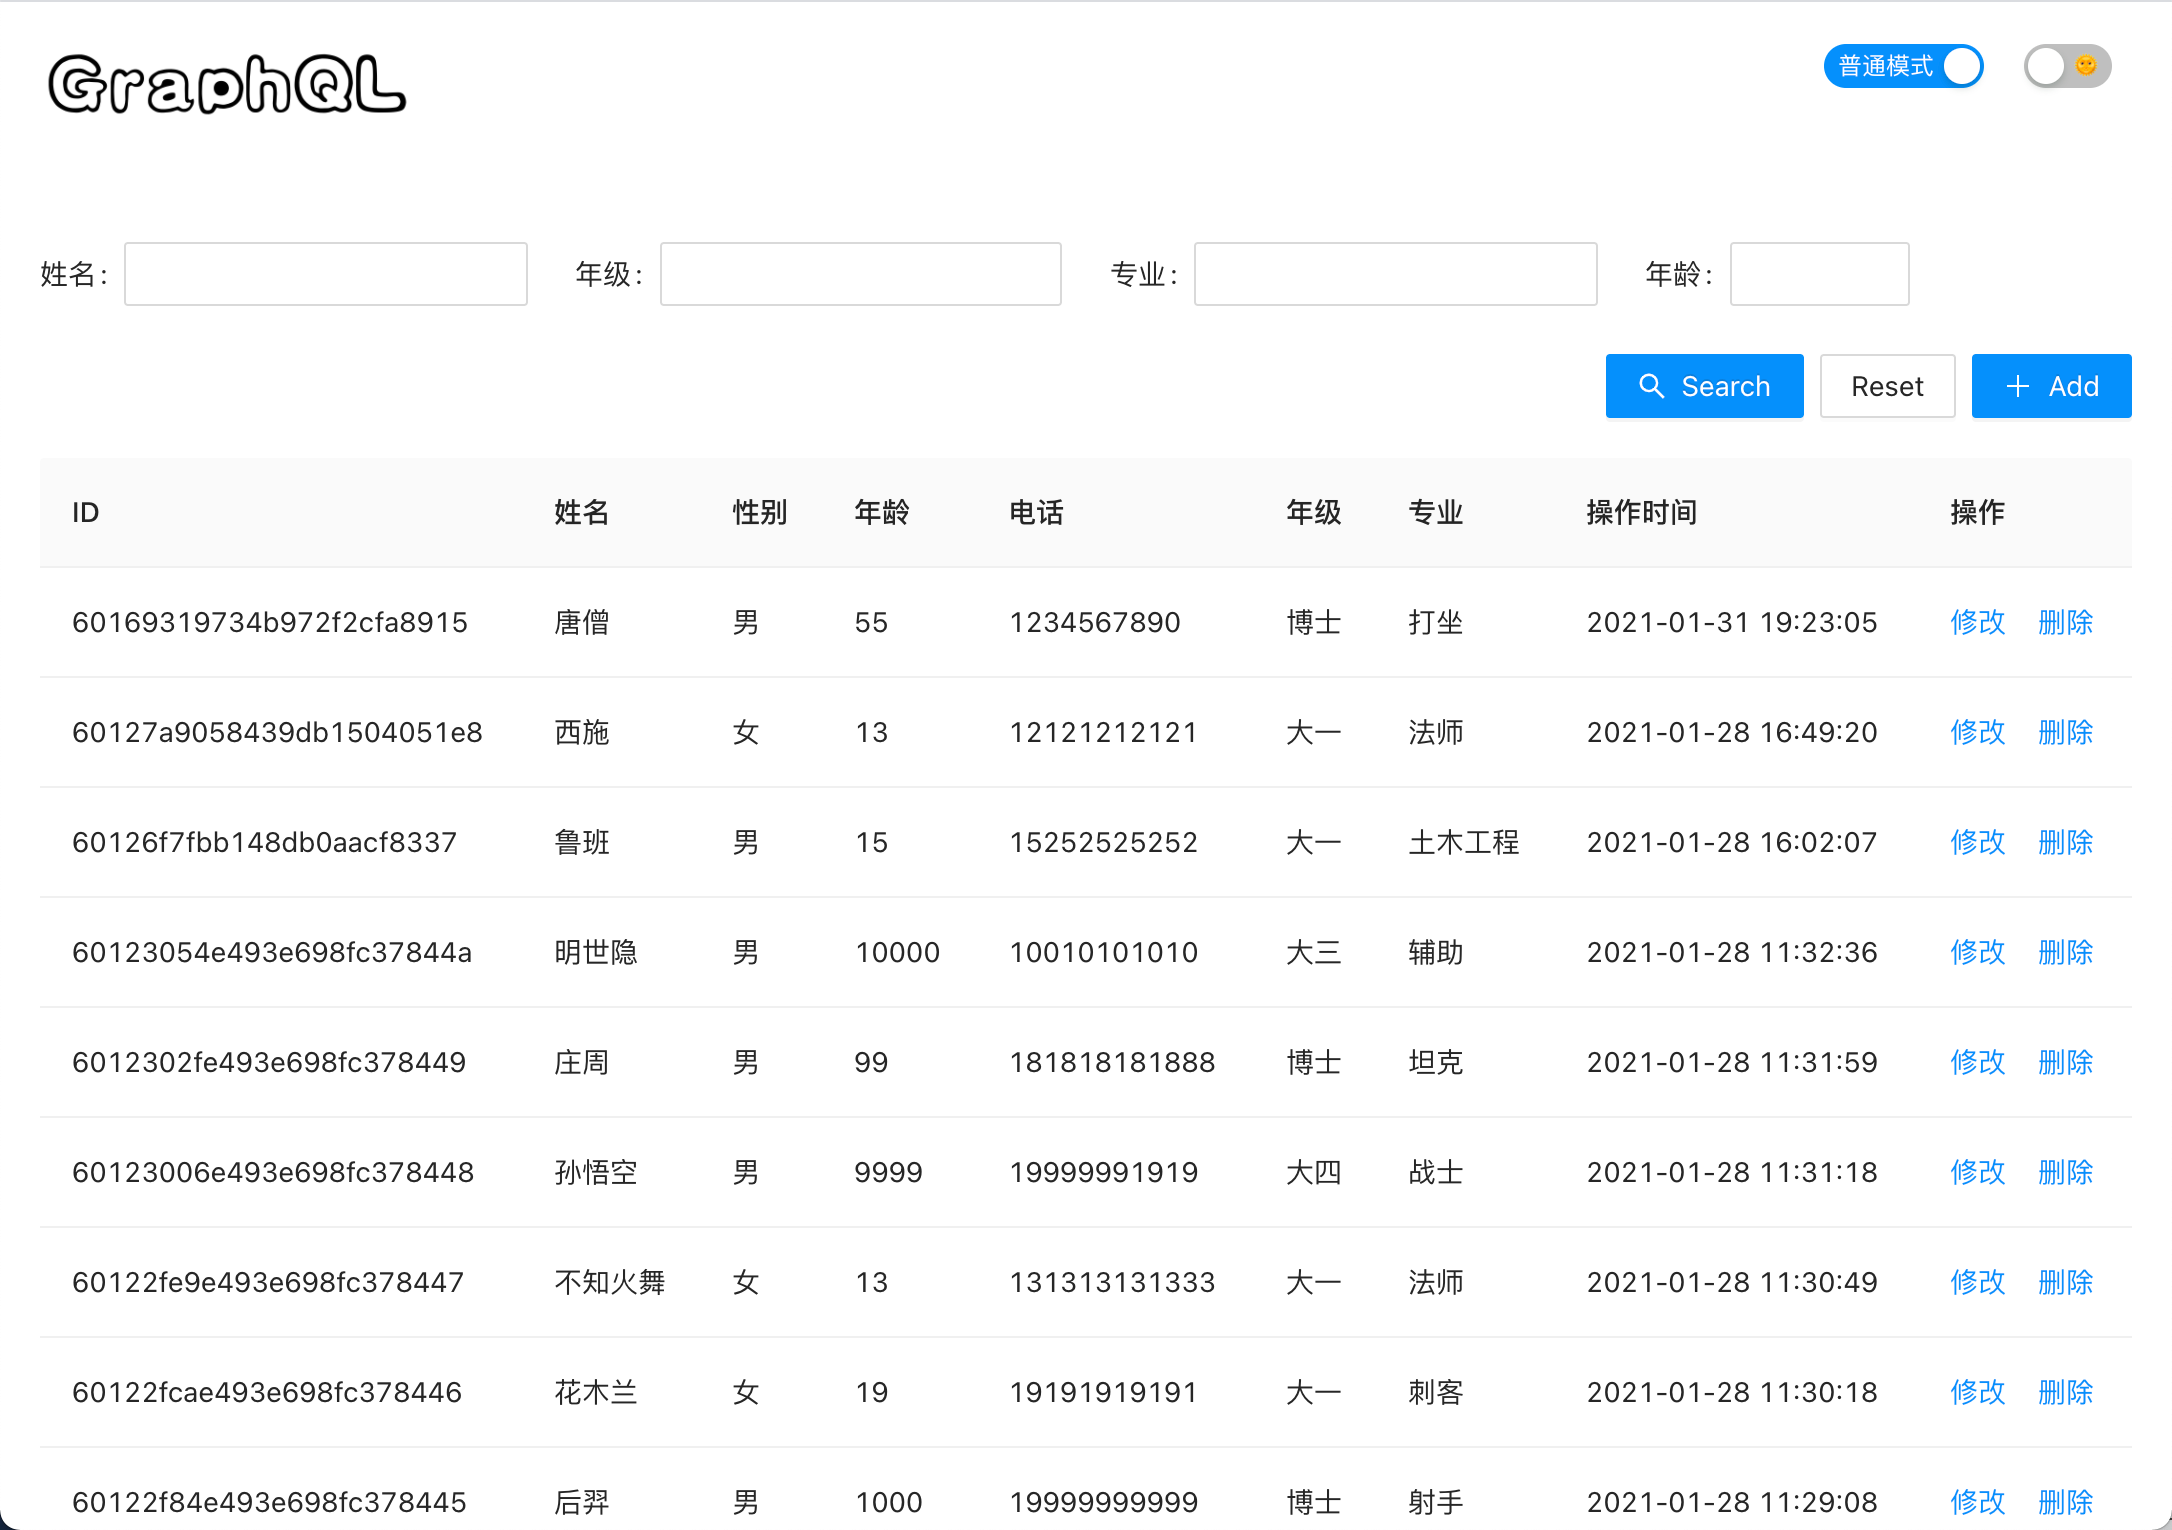 GraphQL
普通模式
姓名: 年级: 专业: 年龄:
Search Reset Add
ID 姓名 性别 年龄 电话 年级 专业 操作时间 操作
60169319734b972f2cfa8915 唐僧 男 55 1234567890 博士 打坐 2021-01-31 19:23:05 修改 删除
60127a9058439db1504051e8 西施 女 13 12121212121 大一 法师 2021-01-28 16:49:20 修改 删除
60126f7fbb148db0aacf8337 鲁班 男 15 15252525252 大一 土木工程 2021-01-28 16:02:07 修改 删除
60123054e493e698fc37844a 明世隐 男 10000 10010101010 大三 辅助 2021-01-28 11:32:36 修改 删除
6012302fe493e698fc378449 庄周 男 99 181818181888 博士 坦克 2021-01-28 11:31:59 修改 删除
60123006e493e698fc378448 孙悟空 男 9999 19999991919 大四 战士 2021-01-28 11:31:18 修改 删除
60122fe9e493e698fc378447 不知火舞 女 13 131313131333 大一 法师 2021-01-28 11:30:49 修改 删除
60122fcae493e698fc378446 花木兰 女 19 19191919191 大一 刺客 2021-01-28 11:30:18 修改 删除
60122f84e493e698fc378445 后羿 男 1000 19999999999 博士 射手 2021-01-28 11:29:08 修改 删除